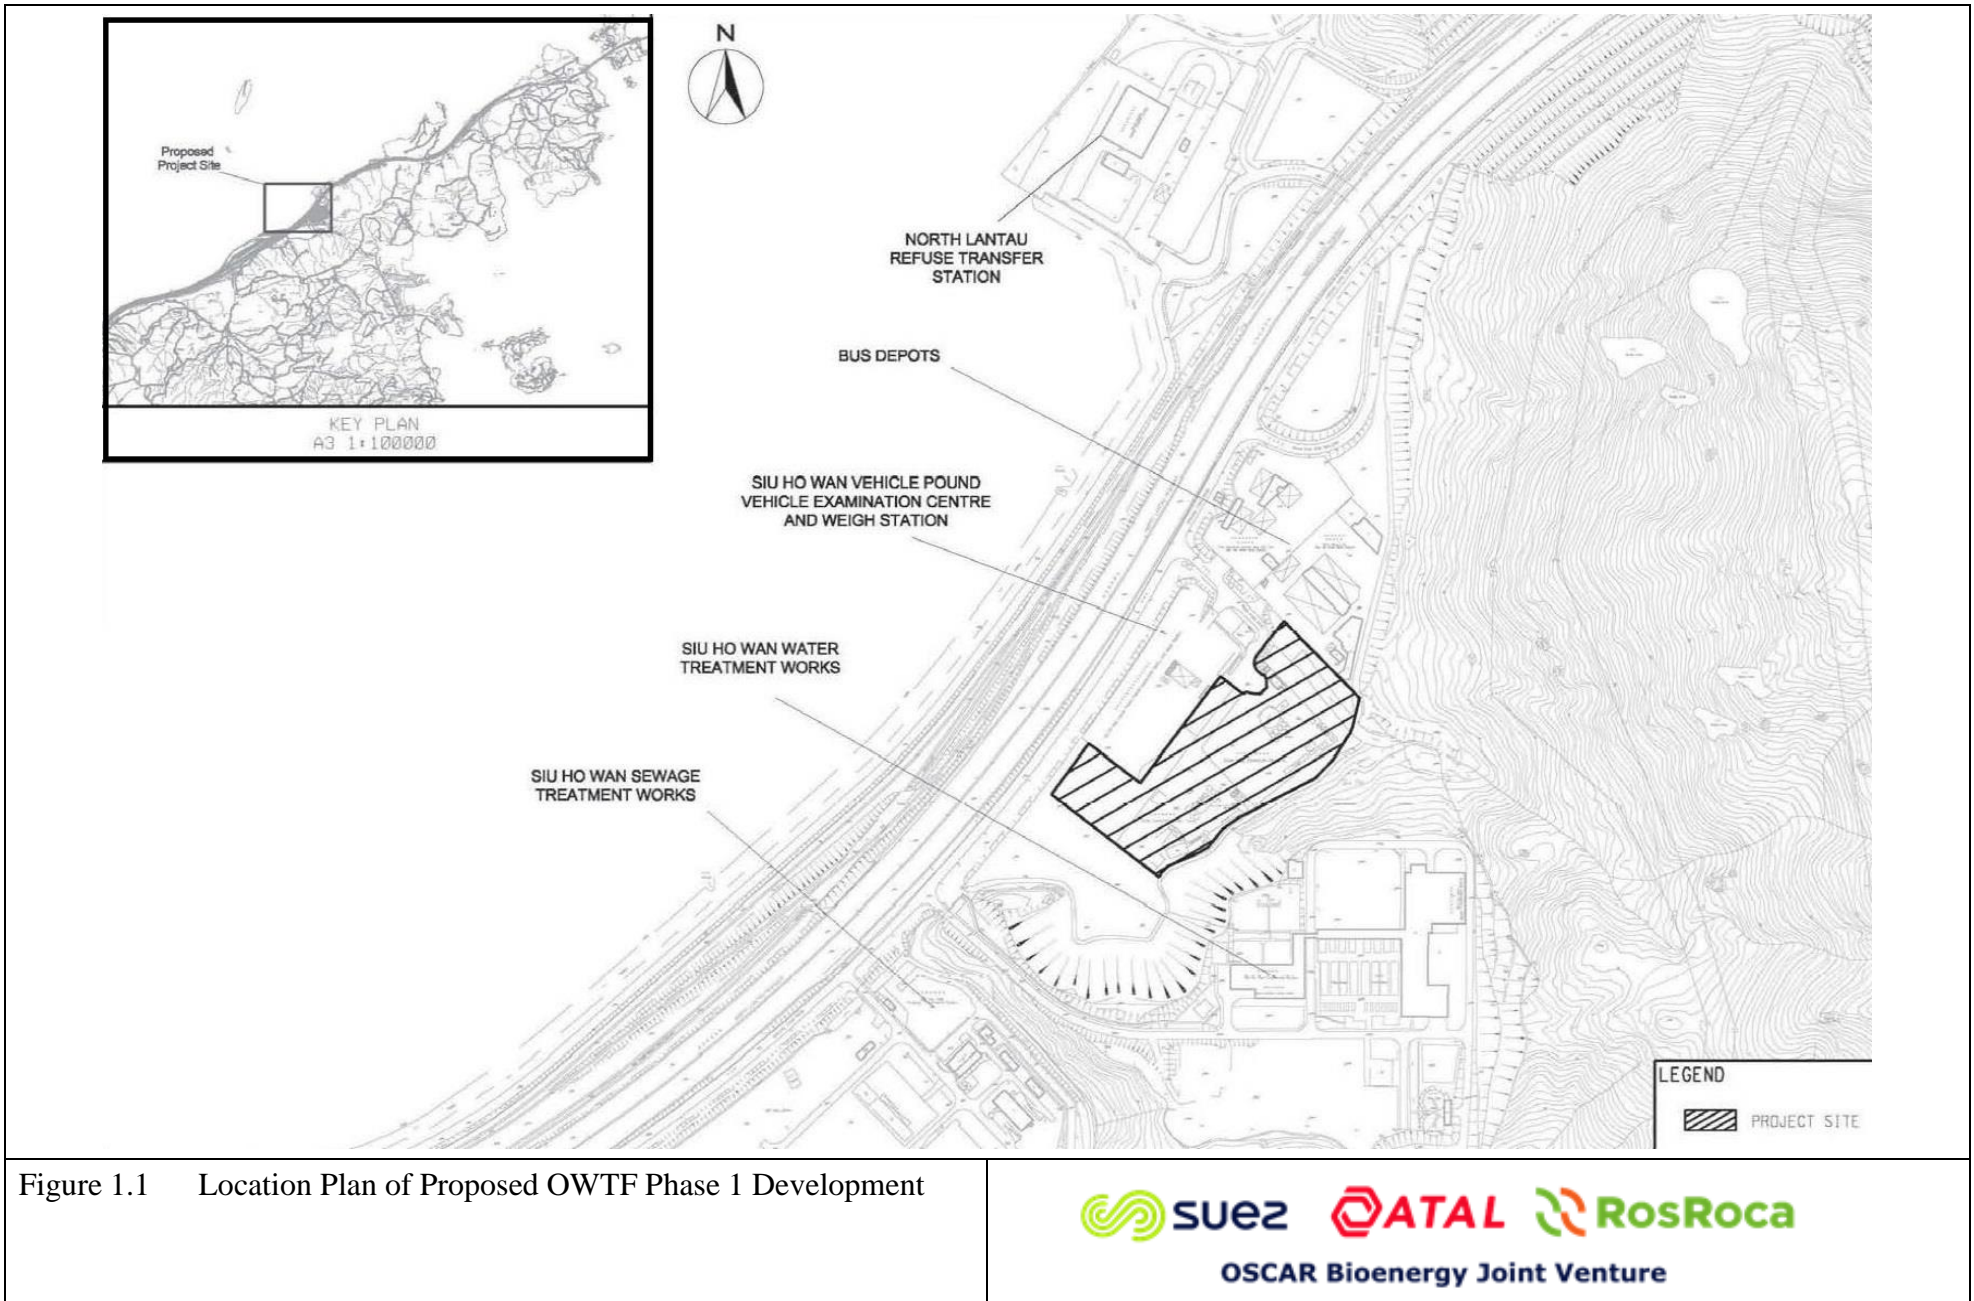 N
Proposed
Project Site
KEY PLAN
A3 1:100000
NORTH LANTAU
REFUSE TRANSFER
STATION
BUS DEPOTS
SIU HO WAN VEHICLE POUND
VEHICLE EXAMINATION CENTRE
AND WEIGH STATION
SIU HO WAN WATER
TREATMENT WORKS
SIU HO WAN SEWAGE
TREATMENT WORKS
LEGEND
PROJECT SITE
Figure 1.1 Location Plan of Proposed OWTF Phase 1 Development
suez ATAL RosRoca
OSCAR Bioenergy Joint Venture